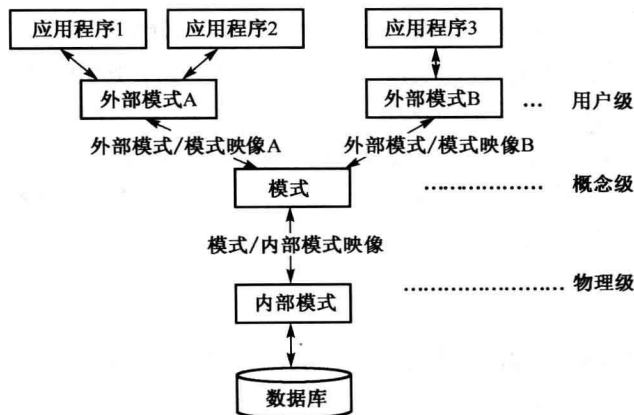 应用程序1
应用程序2
应用程序3
外部模式A
外部模式B
... 用户级
外部模式/模式映像A
外部模式/模式映像B
模式
概念级
模式/内部模式映像
内部模式
物理级
数据库